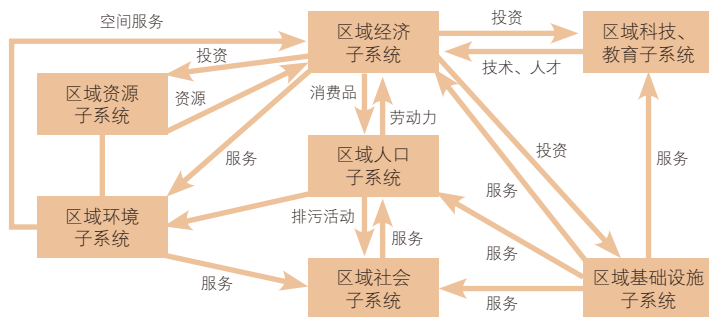 空间服务
区域经济
子系统
投资
区域科技、
教育子系统
技术、人才
投资
区域资源
子系统
资源
消费品
劳动力
服务
区域人口
子系统
投资
服务
服务
区域环境
子系统
排污活动
服务
服务
服务
区域社会
子系统
服务
区域基础设施
子系统